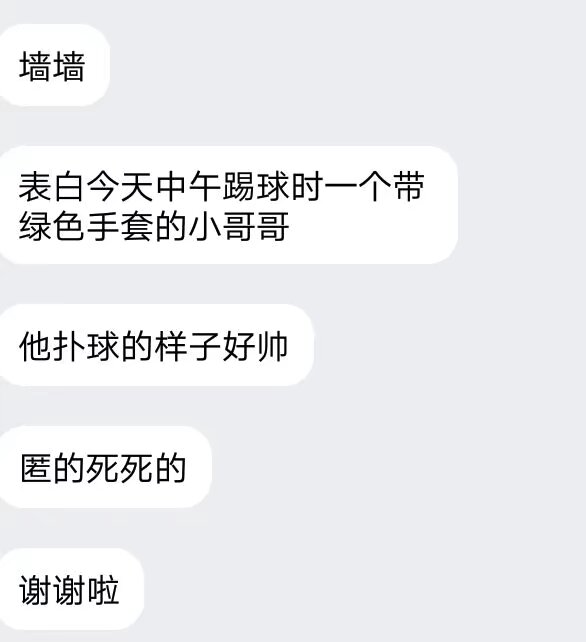 墙墙
表白今天中午踢球时一个带
绿色手套的小哥哥
他扑球的样子好帅
匿的死死的
谢谢啦